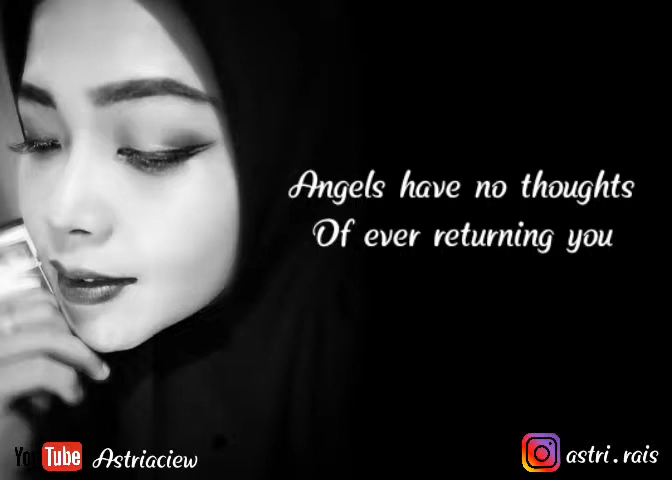 Angels have no thoughts
Of ever returning you
YouTube Astriaciew
astri.rais